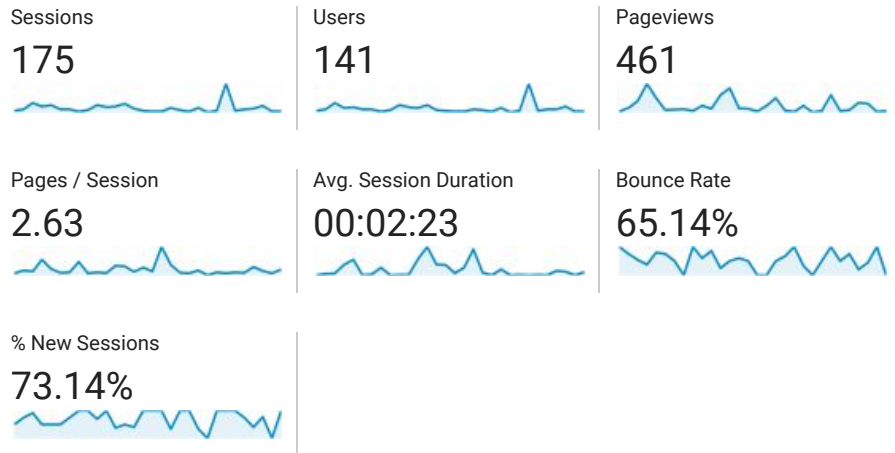 Sessions
175
Users
141
Pageviews
461
Pages / Session
2.63
Avg. Session Duration
00:02:23
Bounce Rate
65.14%
% New Sessions
73.14%